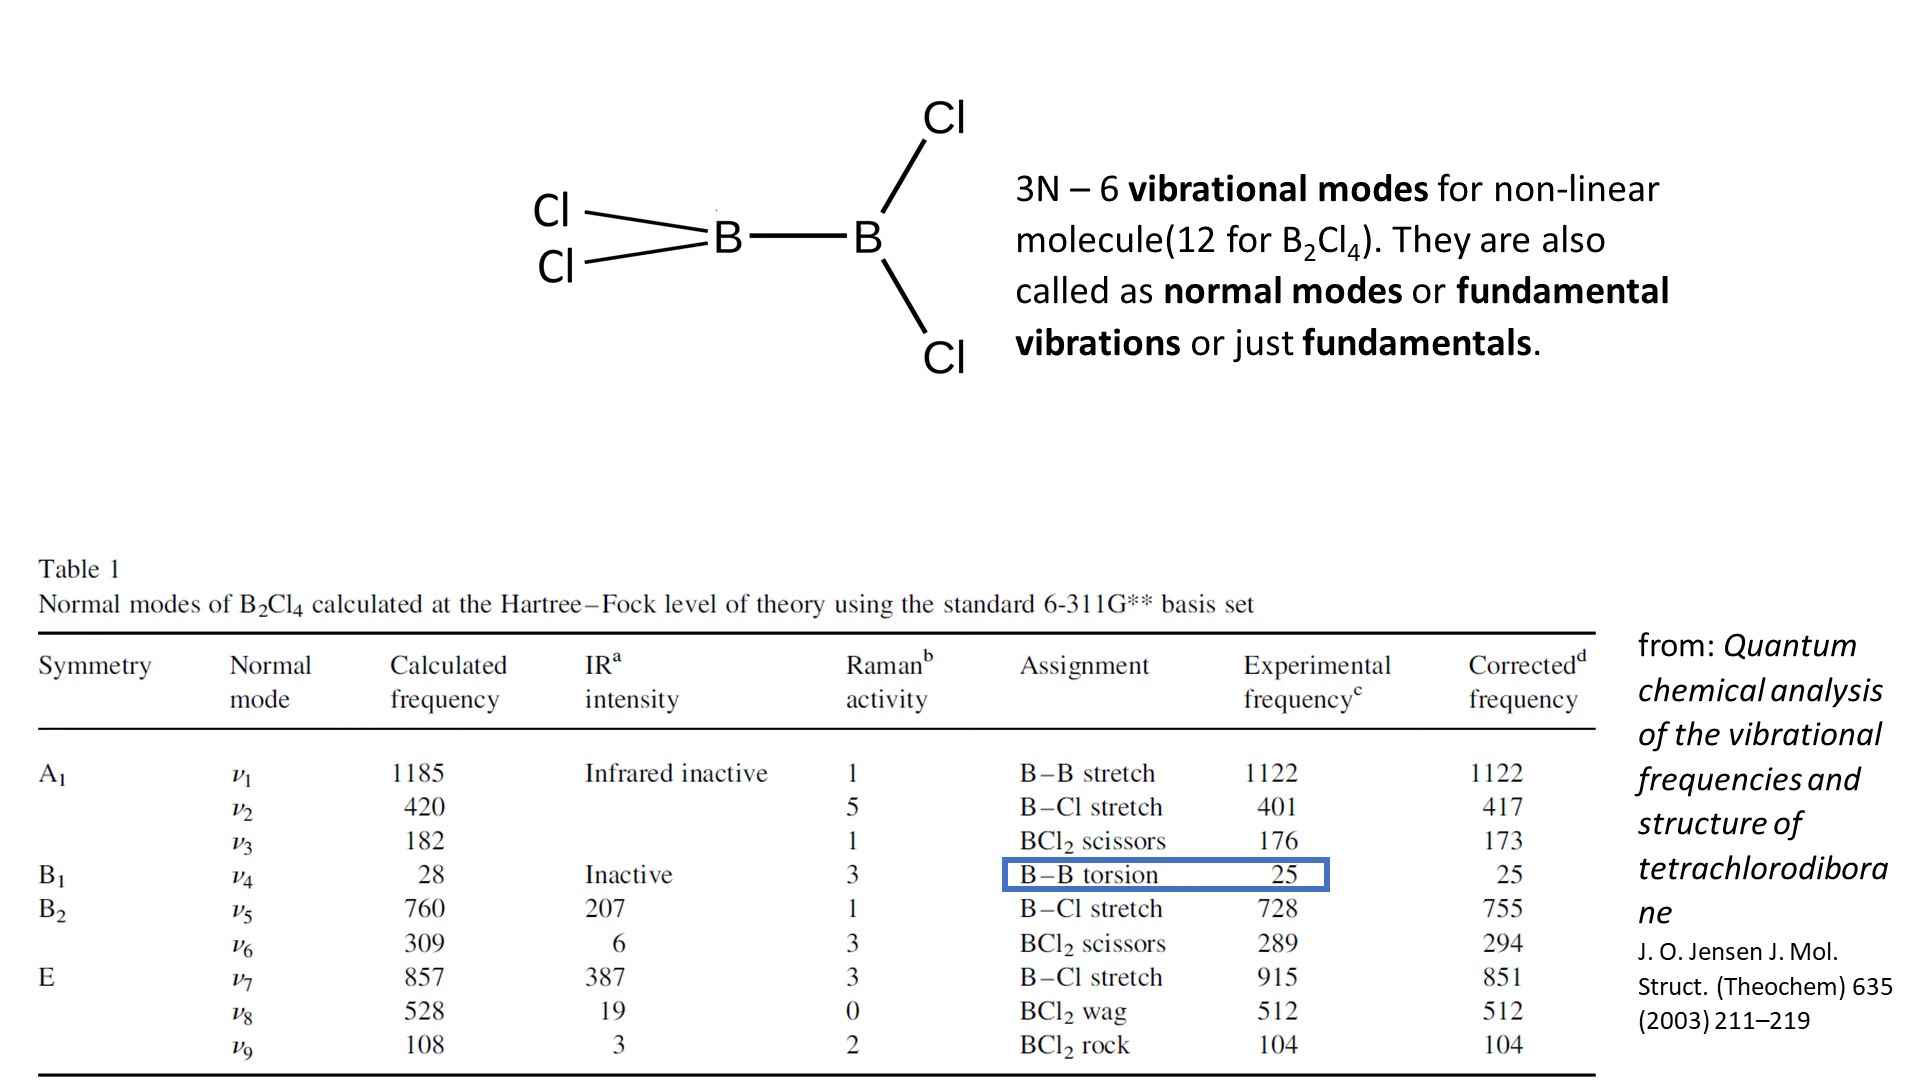 Cl
Cl
B
B
Cl
Cl
3N – 6 vibrational modes for non-linear
molecule(12 for B₂Cl₄). They are also
called as normal modes or fundamental
vibrations or just fundamentals.
Table 1
Normal modes of B₂Cl₄ calculated at the Hartree–Fock level of theory using the standard 6-311G** basis set
Symmetry Normal mode Calculated frequency IRᵃ intensity Ramanᵇ activity Assignment Experimental frequencyᶜ Correctedᵈ frequency
A₁ ν₁ 1185 Infrared inactive 1 B–B stretch 1122 1122
ν₂ 420 5 B–Cl stretch 401 417
ν₃ 182 1 BCl₂ scissors 176 173
B₁ ν₄ 28 Inactive 3 B–B torsion 25 25
B₂ ν₅ 760 207 1 B–Cl stretch 728 755
ν₆ 309 6 3 BCl₂ scissors 289 294
E ν₇ 857 387 3 B–Cl stretch 915 851
ν₈ 528 19 0 BCl₂ wag 512 512
ν₉ 108 3 2 BCl₂ rock 104 104
from: Quantum
chemical analysis
of the vibrational
frequencies and
structure of
tetrachlorodibora
ne
J. O. Jensen J. Mol.
Struct. (Theochem) 635
(2003) 211–219